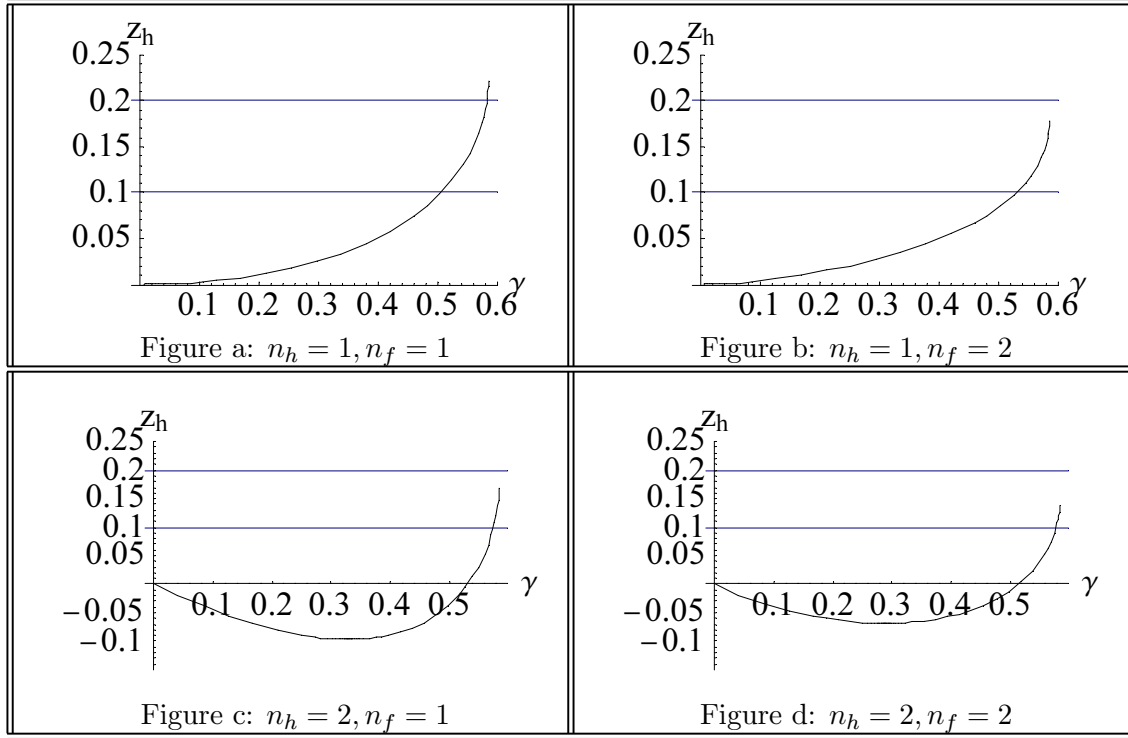 z_h
0.25
0.2
0.15
0.1
0.05
γ
0.1 0.2 0.3 0.4 0.5 0.6
Figure a: n_h = 1, n_f = 1
z_h
0.25
0.2
0.15
0.1
0.05
γ
0.1 0.2 0.3 0.4 0.5 0.6
Figure b: n_h = 1, n_f = 2
z_h
0.25
0.2
0.15
0.1
0.05
γ
0.1 0.2 0.3 0.4 0.5
−0.05
−0.1
Figure c: n_h = 2, n_f = 1
z_h
0.25
0.2
0.15
0.1
0.05
γ
0.1 0.2 0.3 0.4 0.5
−0.05
−0.1
Figure d: n_h = 2, n_f = 2